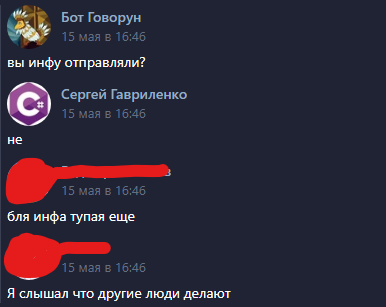 Бот Говорун
15 мая в 16:46
вы инфу отправляли?
Сергей Гавриленко
15 мая в 16:46
не
15 мая в 16:46
бля инфа тупая еще
15 мая в 16:46
Я слышал что другие люди делают